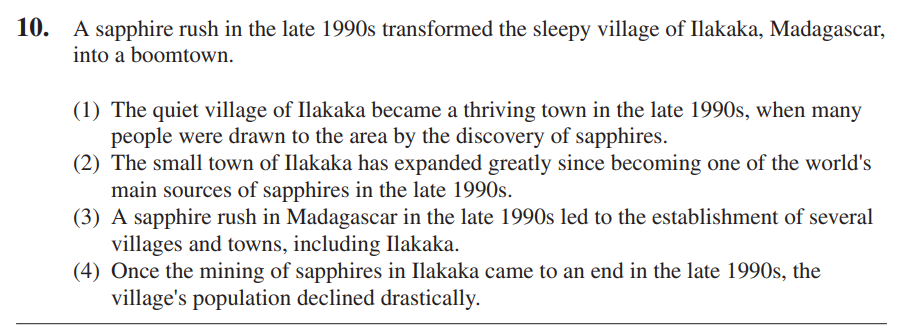 10. A sapphire rush in the late 1990s transformed the sleepy village of Ilakaka, Madagascar,
into a boomtown.
(1) The quiet village of Ilakaka became a thriving town in the late 1990s, when many
people were drawn to the area by the discovery of sapphires.
(2) The small town of Ilakaka has expanded greatly since becoming one of the world's
main sources of sapphires in the late 1990s.
(3) A sapphire rush in Madagascar in the late 1990s led to the establishment of several
villages and towns, including Ilakaka.
(4) Once the mining of sapphires in Ilakaka came to an end in the late 1990s, the
village's population declined drastically.